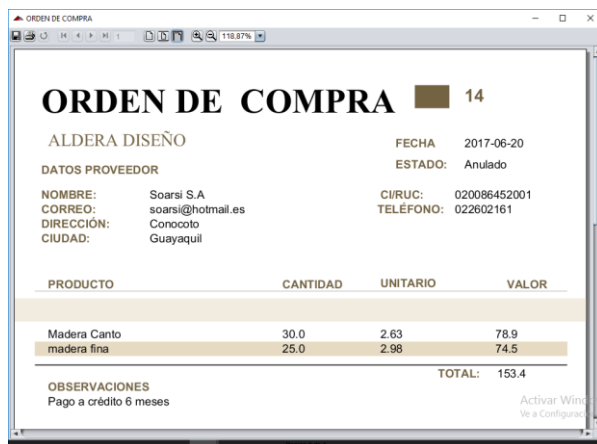 ORDEN DE COMPRA
1
118,87%
ORDEN DE COMPRA 14
ALDERA DISEÑO
FECHA 2017-06-20
ESTADO: Anulado
DATOS PROVEEDOR
NOMBRE: Soarsi S.A CI/RUC: 020086452001
CORREO: soarsi@hotmail.es TELÉFONO: 022602161
DIRECCIÓN: Conocoto
CIUDAD: Guayaquil
PRODUCTO CANTIDAD UNITARIO VALOR
Madera Canto 30.0 2.63 78.9
madera fina 25.0 2.98 74.5
TOTAL: 153.4
OBSERVACIONES
Pago a crédito 6 meses
Activar Wind
Ve a Configurac